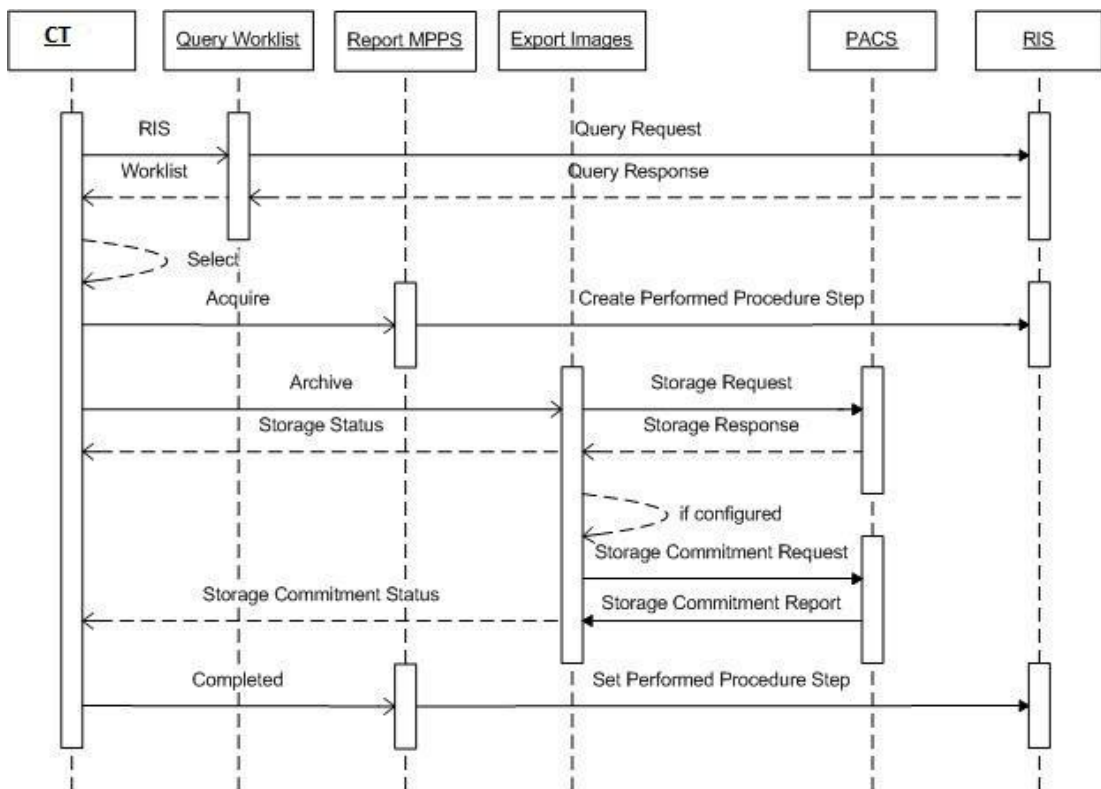 CT
Query Worklist
Report MPPS
Export Images
PACS
RIS
RIS
Query Request
Worklist
Query Response
Select
Acquire
Create Performed Procedure Step
Archive
Storage Request
Storage Status
Storage Response
if configured
Storage Commitment Request
Storage Commitment Status
Storage Commitment Report
Completed
Set Performed Procedure Step